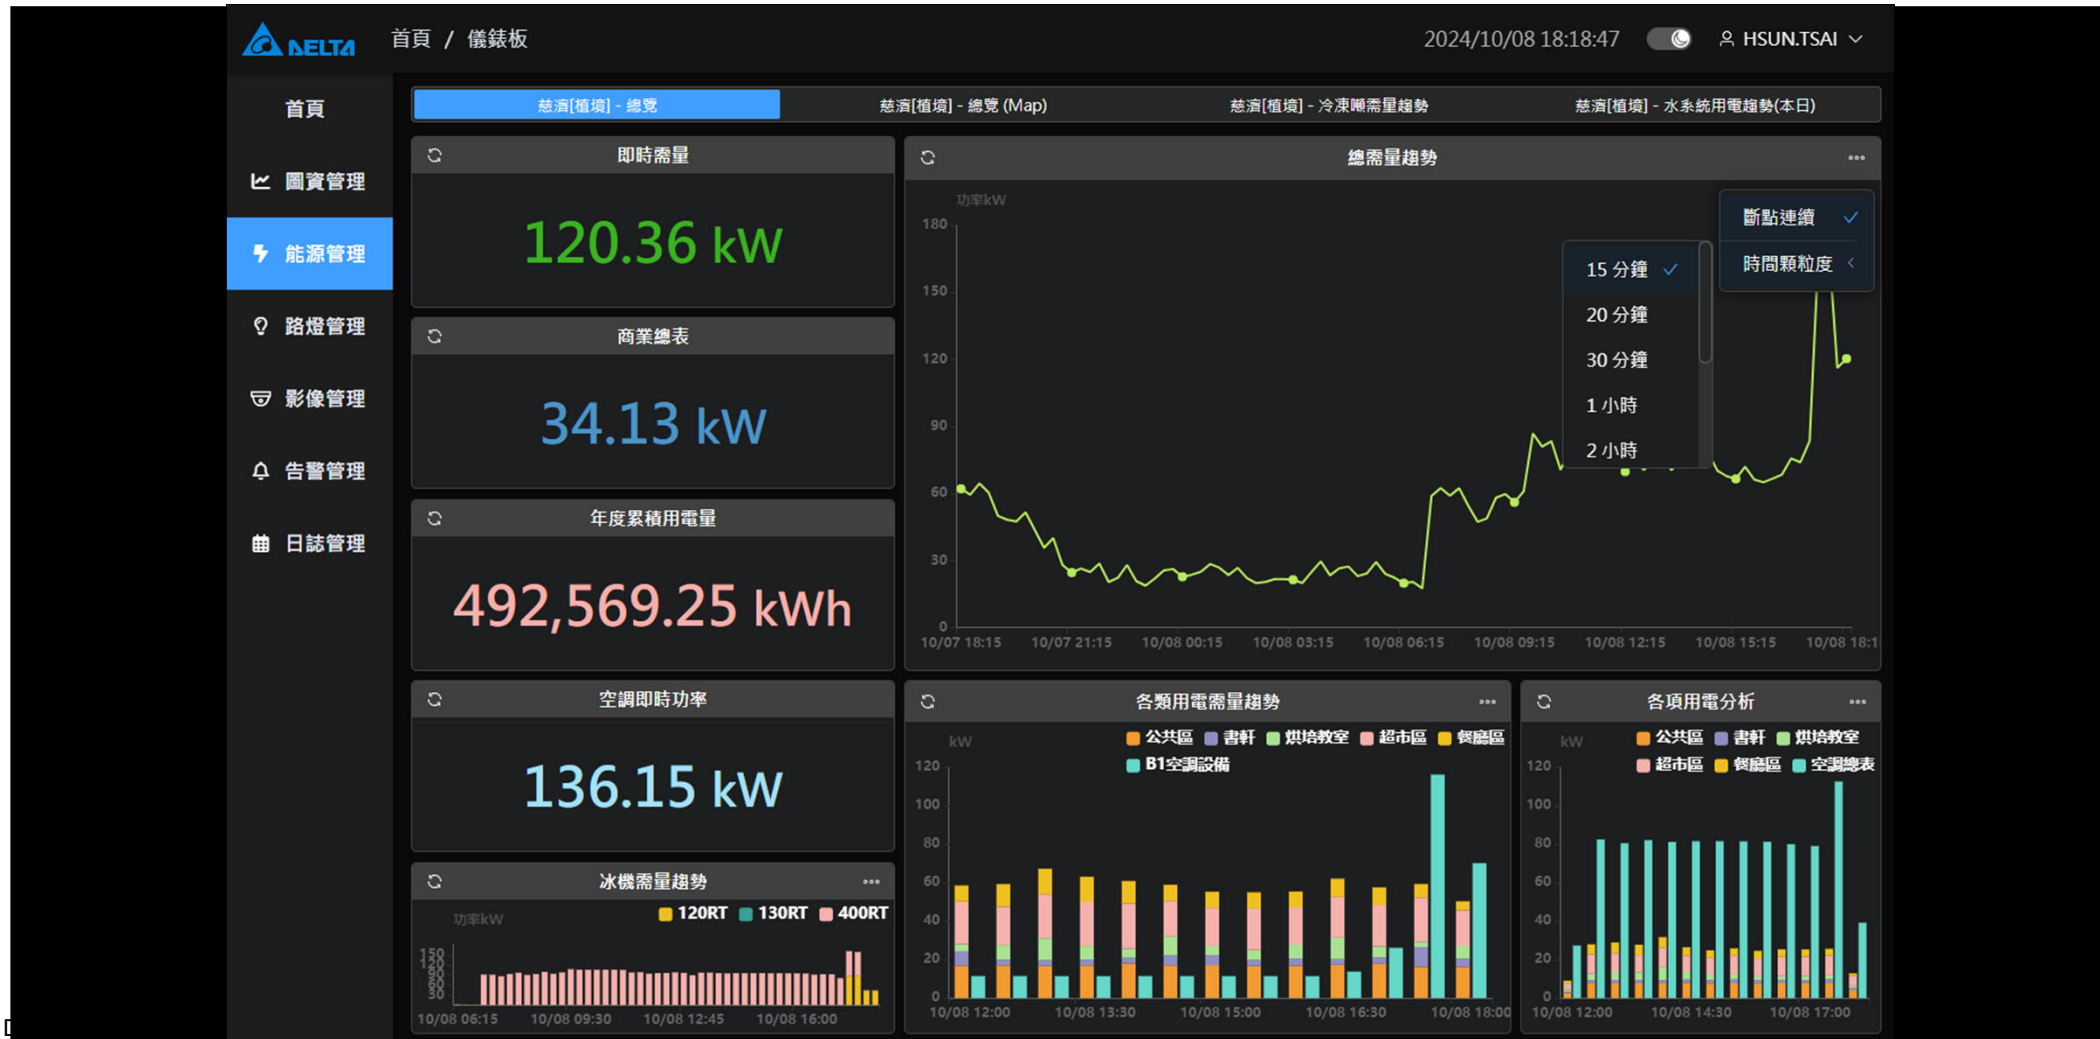 DELTA 首頁 / 儀錶板 2024/10/08 18:18:47 HSUN.TSAI
首頁
圖資管理
能源管理
路燈管理
影像管理
告警管理
日誌管理
慈濟[植境] - 總覽 慈濟[植境] - 總覽 (Map) 慈濟[植境] - 冷凍噸需量趨勢 慈濟[植境] - 水系統用電趨勢(本日)
即時需量
120.36 kW
商業總表
34.13 kW
年度累積用電量
492,569.25 kWh
空調即時功率
136.15 kW
冰機需量趨勢
功率kW
120RT 130RT 400RT
150
120
90
60
30
10/08 06:15 10/08 09:30 10/08 12:45 10/08 16:00
總需量趨勢
功率kW
180
150
120
90
60
30
0
10/07 18:15 10/07 21:15 10/08 00:15 10/08 03:15 10/08 06:15 10/08 09:15 10/08 12:15 10/08 15:15 10/08 18:1
斷點連續
時間顆粒度
15 分鐘
20 分鐘
30 分鐘
1 小時
2 小時
各類用電需量趨勢
kW
公共區 書軒 烘培教室 超市區 餐廳區
B1空調設備
120
100
80
60
40
20
0
10/08 12:00 10/08 13:30 10/08 15:00 10/08 16:30 10/08 18:00
各項用電分析
kW
公共區 書軒 烘培教室
超市區 餐廳區 空調總表
120
100
80
60
40
20
0
10/08 12:00 10/08 14:30 10/08 17:00